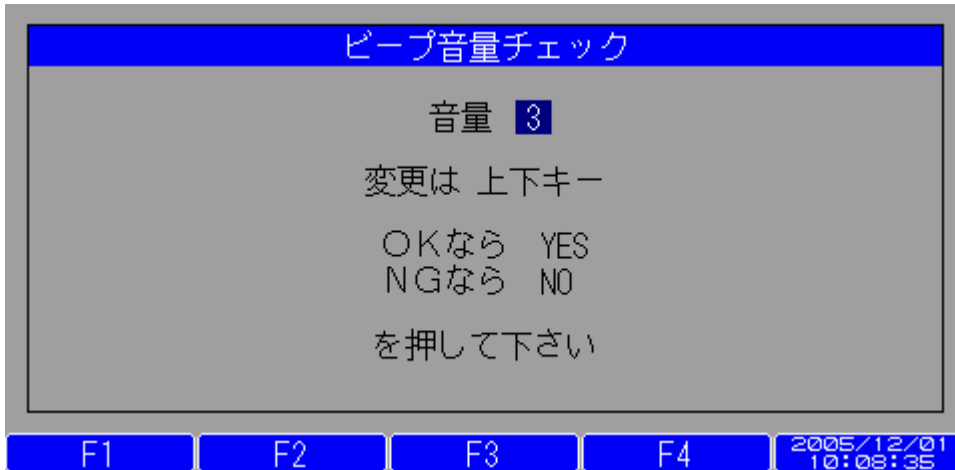 ビープ音量チェック
音量 3
変更は 上下キー
ＯＫなら YES
ＮＧなら NO
を押して下さい
F1 F2 F3 F4 2005/12/01
10:08:35